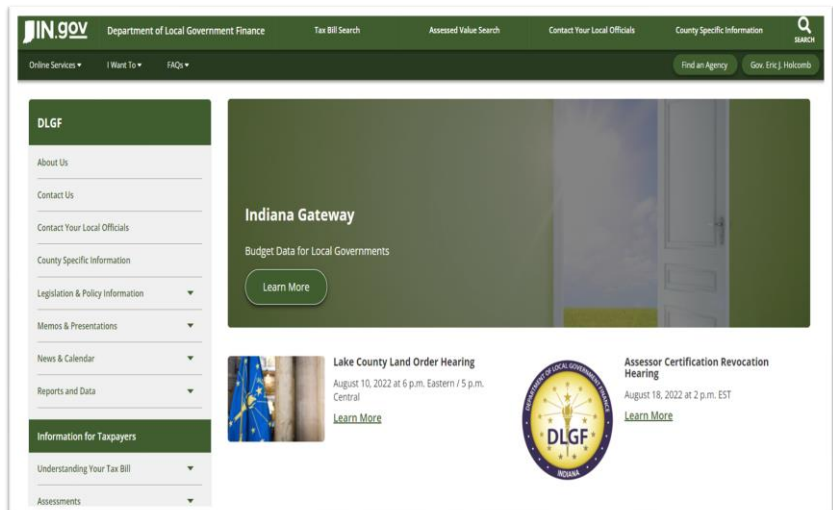 IN.gov
Department of Local Government Finance
Tax Bill Search
Assessed Value Search
Contact Your Local Officials
County Specific Information
SEARCH
Online Services ▾
I Want To ▾
FAQs ▾
Find an Agency
Gov. Eric J. Holcomb
DLGF
About Us
Contact Us
Contact Your Local Officials
County Specific Information
Legislation & Policy Information
Memos & Presentations
News & Calendar
Reports and Data
Information for Taxpayers
Understanding Your Tax Bill
Assessments
Indiana Gateway
Budget Data for Local Governments
Learn More
Lake County Land Order Hearing
August 10, 2022 at 6 p.m. Eastern / 5 p.m.
Central
Learn More
DEPARTMENT OF LOCAL GOVERNMENT FINANCE
DLGF
INDIANA
Assessor Certification Revocation
Hearing
August 18, 2022 at 2 p.m. EST
Learn More